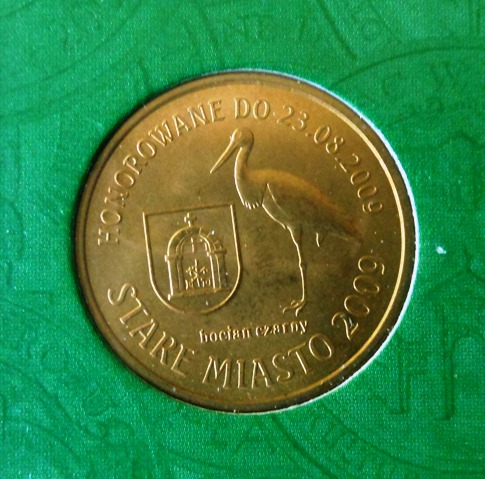 HONOROWANE DO 23.08.2009
bocian czarny
STARE MIASTO 2009